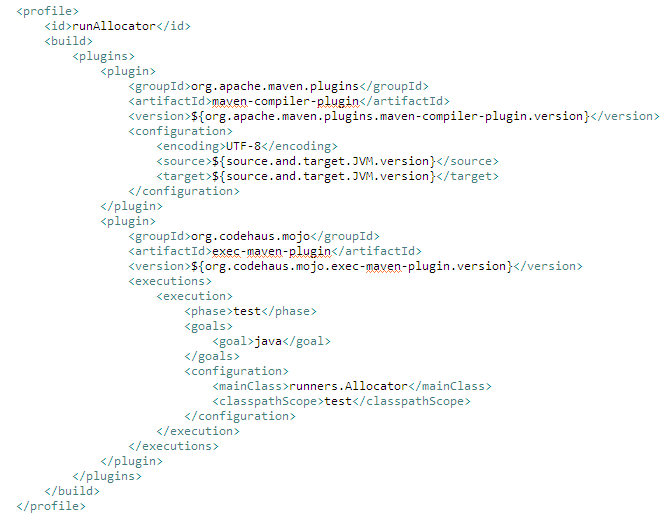 <profile>
<id>runAllocator</id>
<build>
<plugins>
<plugin>
<groupId>org.apache.maven.plugins</groupId>
<artifactId>maven-compiler-plugin</artifactId>
<version>${org.apache.maven.plugins.maven-compiler-plugin.version}</version>
<configuration>
<encoding>UTF-8</encoding>
<source>${source.and.target.JVM.version}</source>
<target>${source.and.target.JVM.version}</target>
</configuration>
</plugin>
<plugin>
<groupId>org.codehaus.mojo</groupId>
<artifactId>exec-maven-plugin</artifactId>
<version>${org.codehaus.mojo.exec-maven-plugin.version}</version>
<executions>
<execution>
<phase>test</phase>
<goals>
<goal>java</goal>
</goals>
<configuration>
<mainClass>runners.Allocator</mainClass>
<classpathScope>test</classpathScope>
</configuration>
</execution>
</executions>
</plugin>
</plugins>
</build>
</profile>